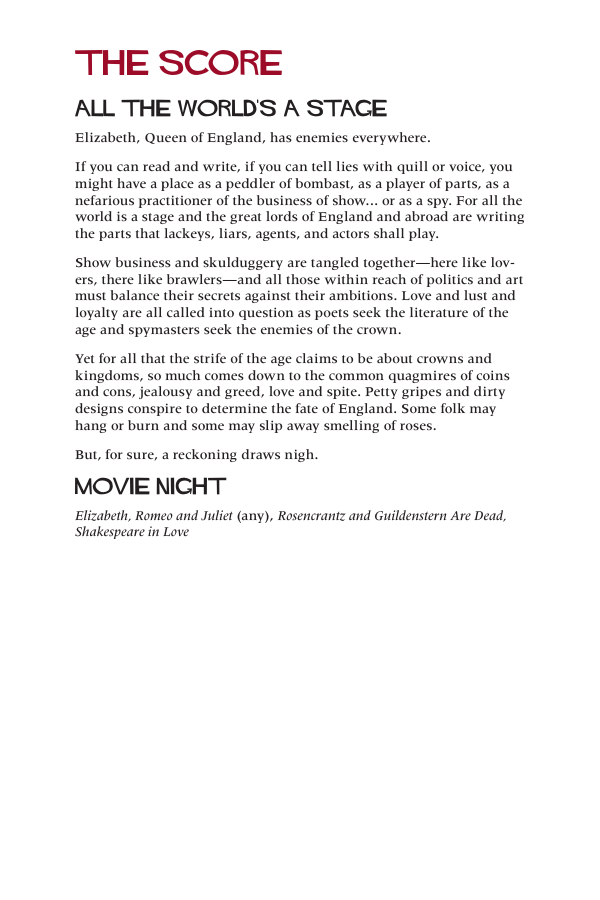 THE SCORE
ALL THE WORLD'S A STAGE
Elizabeth, Queen of England, has enemies everywhere.
If you can read and write, if you can tell lies with quill or voice, you
might have a place as a peddler of bombast, as a player of parts, as a
nefarious practitioner of the business of show... or as a spy. For all the
world is a stage and the great lords of England and abroad are writing
the parts that lackeys, liars, agents, and actors shall play.
Show business and skulduggery are tangled together—here like lov-
ers, there like brawlers—and all those within reach of politics and art
must balance their secrets against their ambitions. Love and lust and
loyalty are all called into question as poets seek the literature of the
age and spymasters seek the enemies of the crown.
Yet for all that the strife of the age claims to be about crowns and
kingdoms, so much comes down to the common quagmires of coins
and cons, jealousy and greed, love and spite. Petty gripes and dirty
designs conspire to determine the fate of England. Some folk may
hang or burn and some may slip away smelling of roses.
But, for sure, a reckoning draws nigh.
MOVIE NIGHT
Elizabeth, Romeo and Juliet (any), Rosencrantz and Guildenstern Are Dead,
Shakespeare in Love